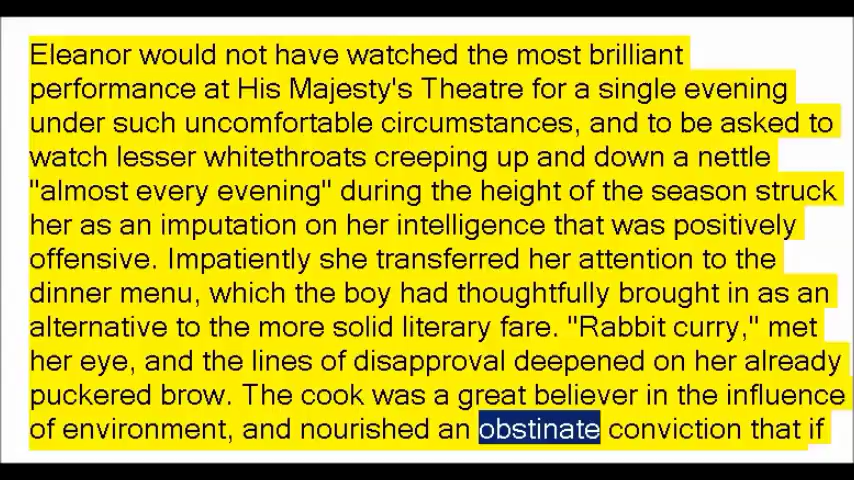 Eleanor would not have watched the most brilliant
performance at His Majesty's Theatre for a single evening
under such uncomfortable circumstances, and to be asked to
watch lesser whitethroats creeping up and down a nettle
"almost every evening" during the height of the season struck
her as an imputation on her intelligence that was positively
offensive. Impatiently she transferred her attention to the
dinner menu, which the boy had thoughtfully brought in as an
alternative to the more solid literary fare. "Rabbit curry," met
her eye, and the lines of disapproval deepened on her already
puckered brow. The cook was a great believer in the influence
of environment, and nourished an obstinate conviction that if